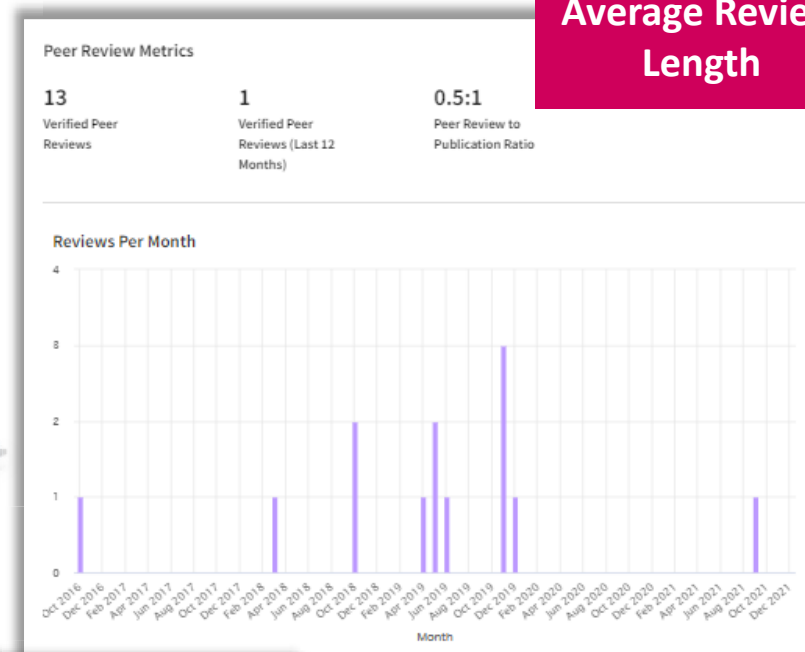 Average Revie
Length
Peer Review Metrics
13
Verified Peer
Reviews
1
Verified Peer
Reviews (Last 12
Months)
0.5:1
Peer Review to
Publication Ratio
Reviews Per Month
4
3
2
1
0
Oct 2016
Dec 2016
Feb 2017
Apr 2017
Jun 2017
Aug 2017
Oct 2017
Dec 2017
Feb 2018
Apr 2018
Jun 2018
Aug 2018
Oct 2018
Dec 2018
Feb 2019
Apr 2019
Jun 2019
Aug 2019
Oct 2019
Dec 2019
Feb 2020
Apr 2020
Jun 2020
Aug 2020
Oct 2020
Dec 2020
Feb 2021
Apr 2021
Jun 2021
Aug 2021
Oct 2021
Dec 2021
Month